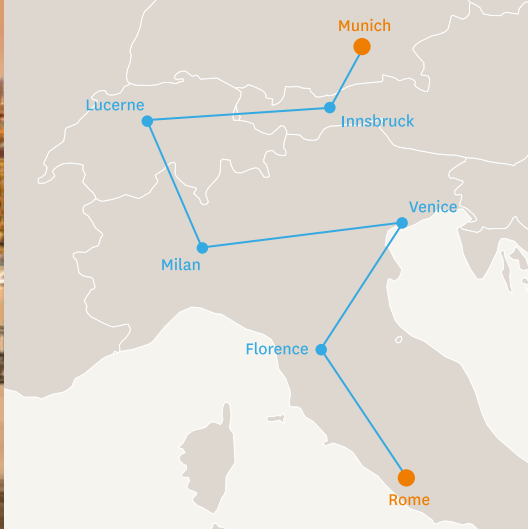 Munich
Lucerne
Innsbruck
Venice
Milan
Florence
Rome